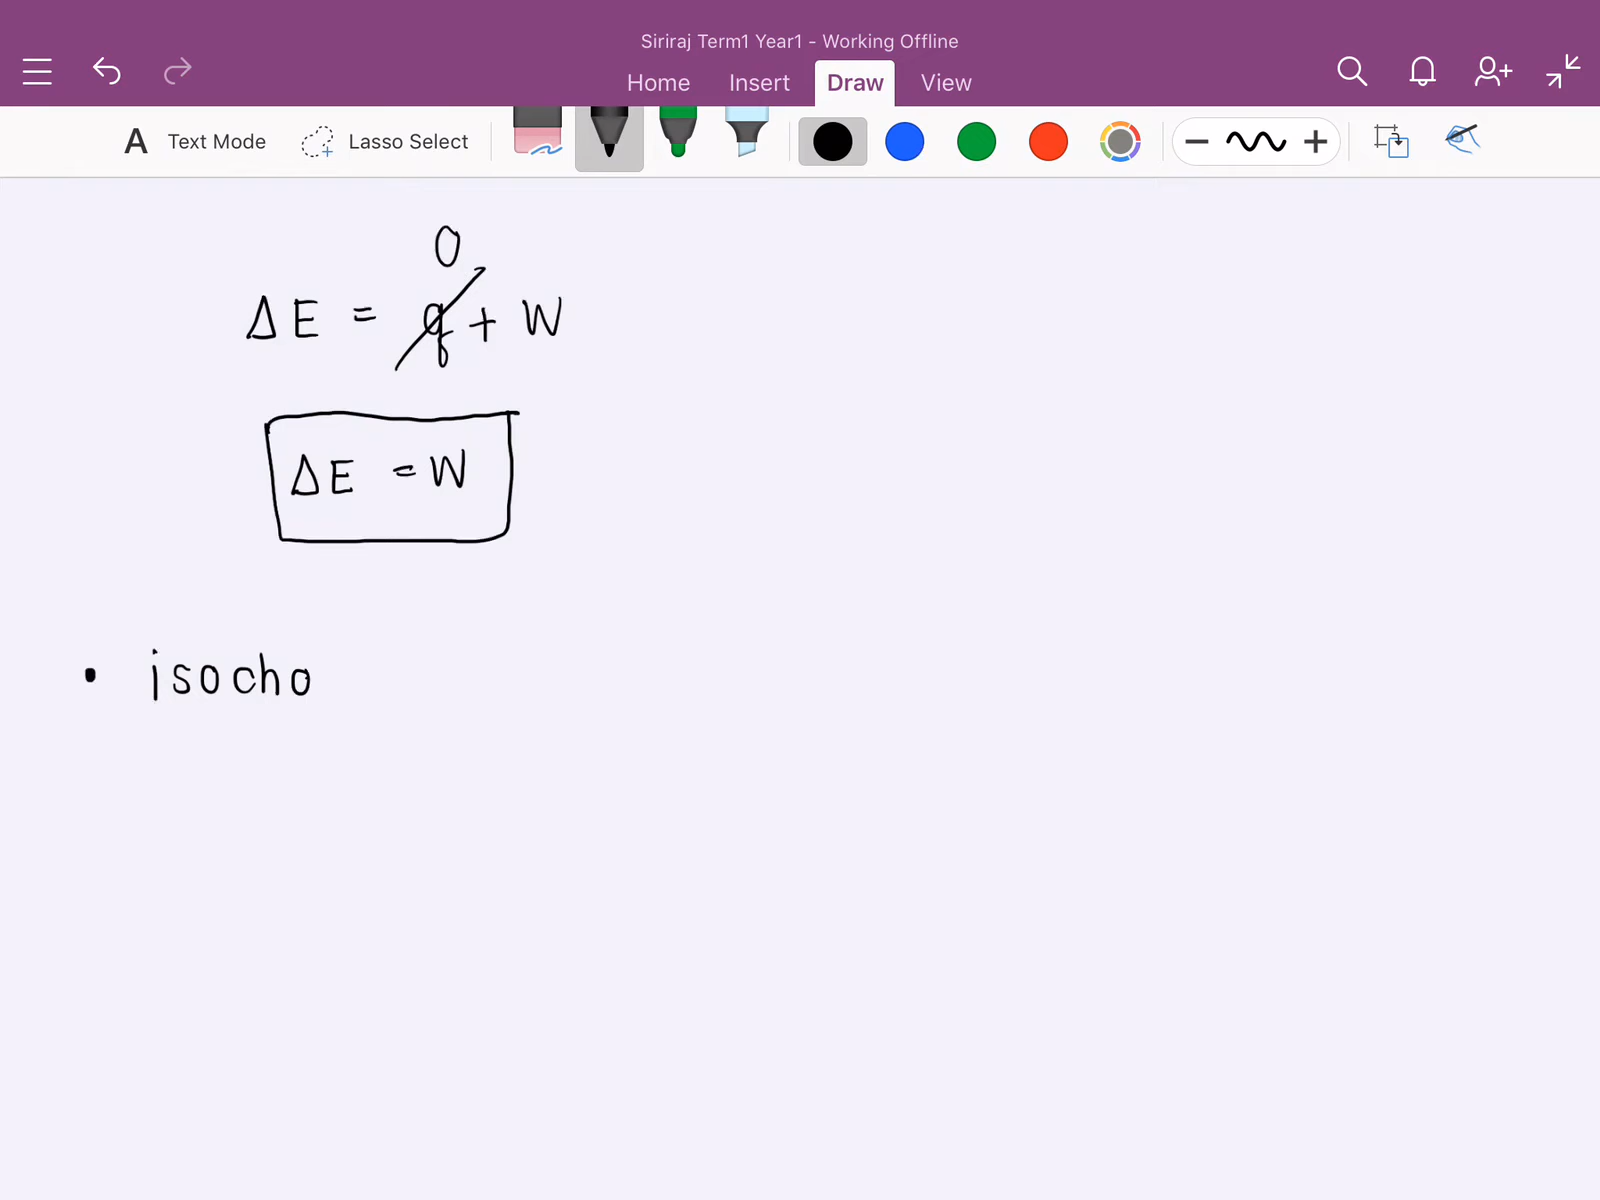 Siriraj Term1 Year1 - Working Offline
Home Insert Draw View
A Text Mode Lasso Select
0
ΔE = q + W
ΔE = W
• isocho